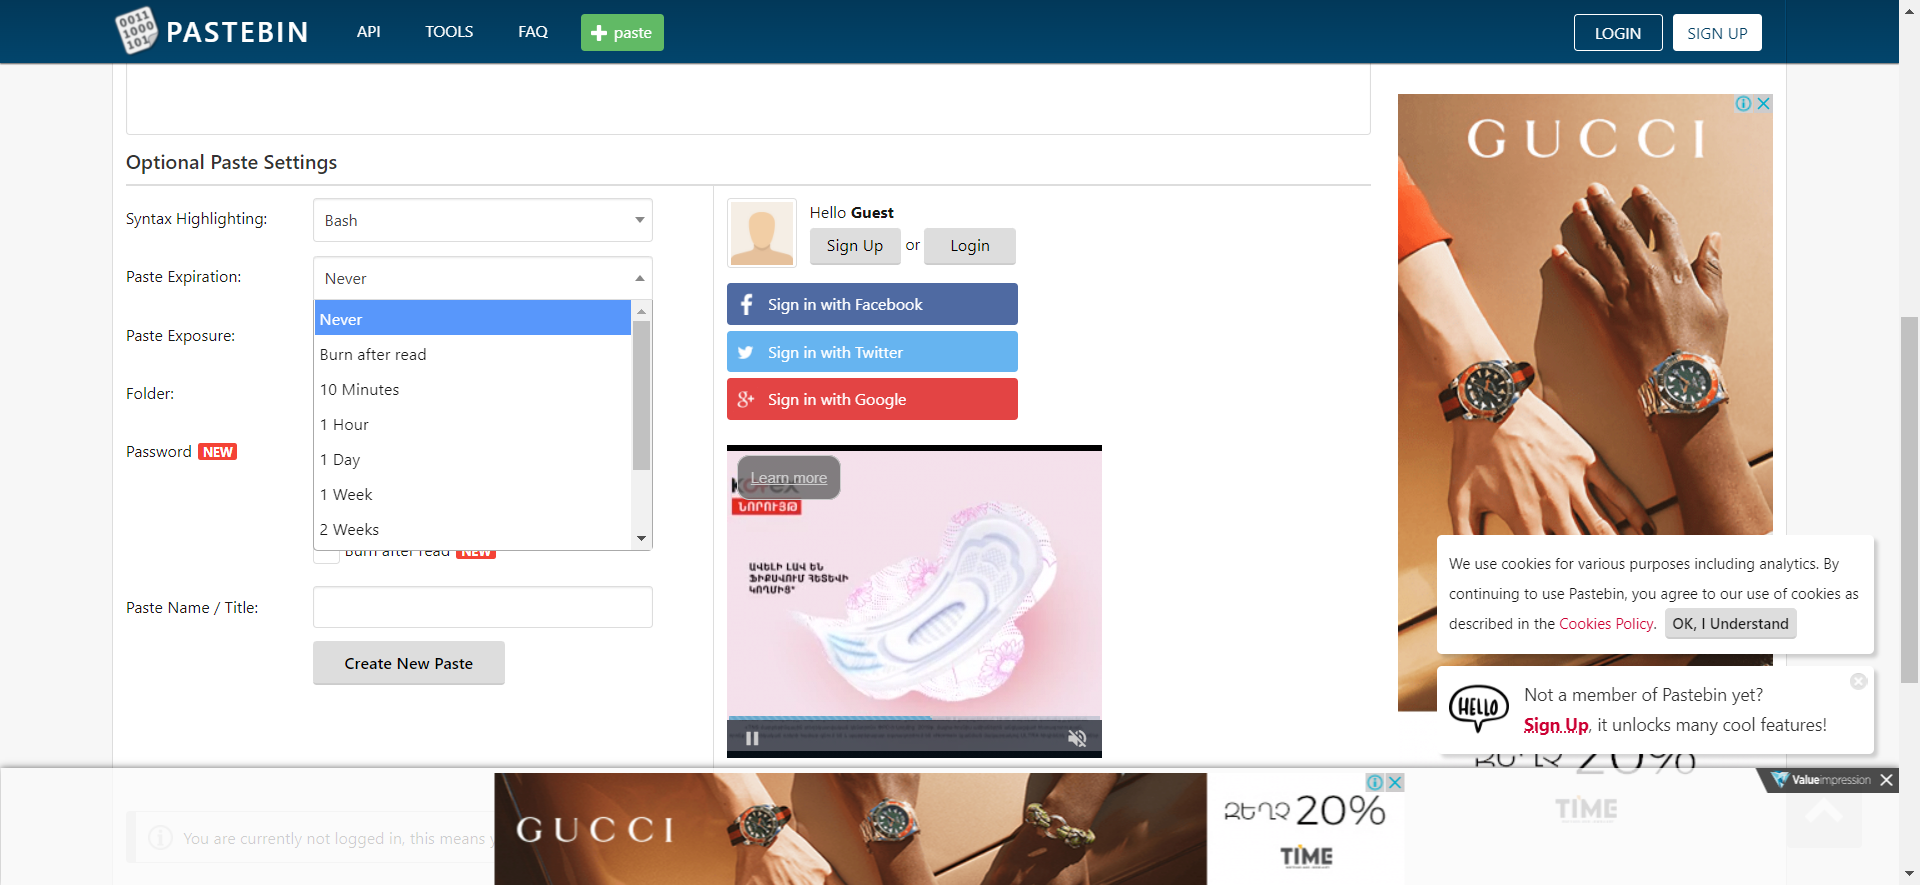 PASTEBIN
API
TOOLS
FAQ
paste
LOGIN
SIGN UP
Optional Paste Settings
Syntax Highlighting:
Bash
Paste Expiration:
Never
Never
Burn after read
10 Minutes
1 Hour
1 Day
1 Week
2 Weeks
Paste Exposure:
Folder:
Password NEW
Burn after read NEW
Paste Name / Title:
Create New Paste
Hello Guest
Sign Up or Login
Sign in with Facebook
Sign in with Twitter
Sign in with Google
Learn more
ՆՈՐՈՒՅԹ
ԱՎԵԼԻ ԼԱՎ ԵՆ
ՖԻՔՍՎՈՒՄ ՀԵՏԵՎԻ
ԿՈՂՄԻՑ*
GUCCI
We use cookies for various purposes including analytics. By
continuing to use Pastebin, you agree to our use of cookies as
described in the Cookies Policy. OK, I Understand
HELLO
Not a member of Pastebin yet?
Sign Up, it unlocks many cool features!
ԶԵՂՉ 20%
TIME
Valueimpression
You are currently not logged in, this means
GUCCI
ԶԵՂՉ 20%
TIME